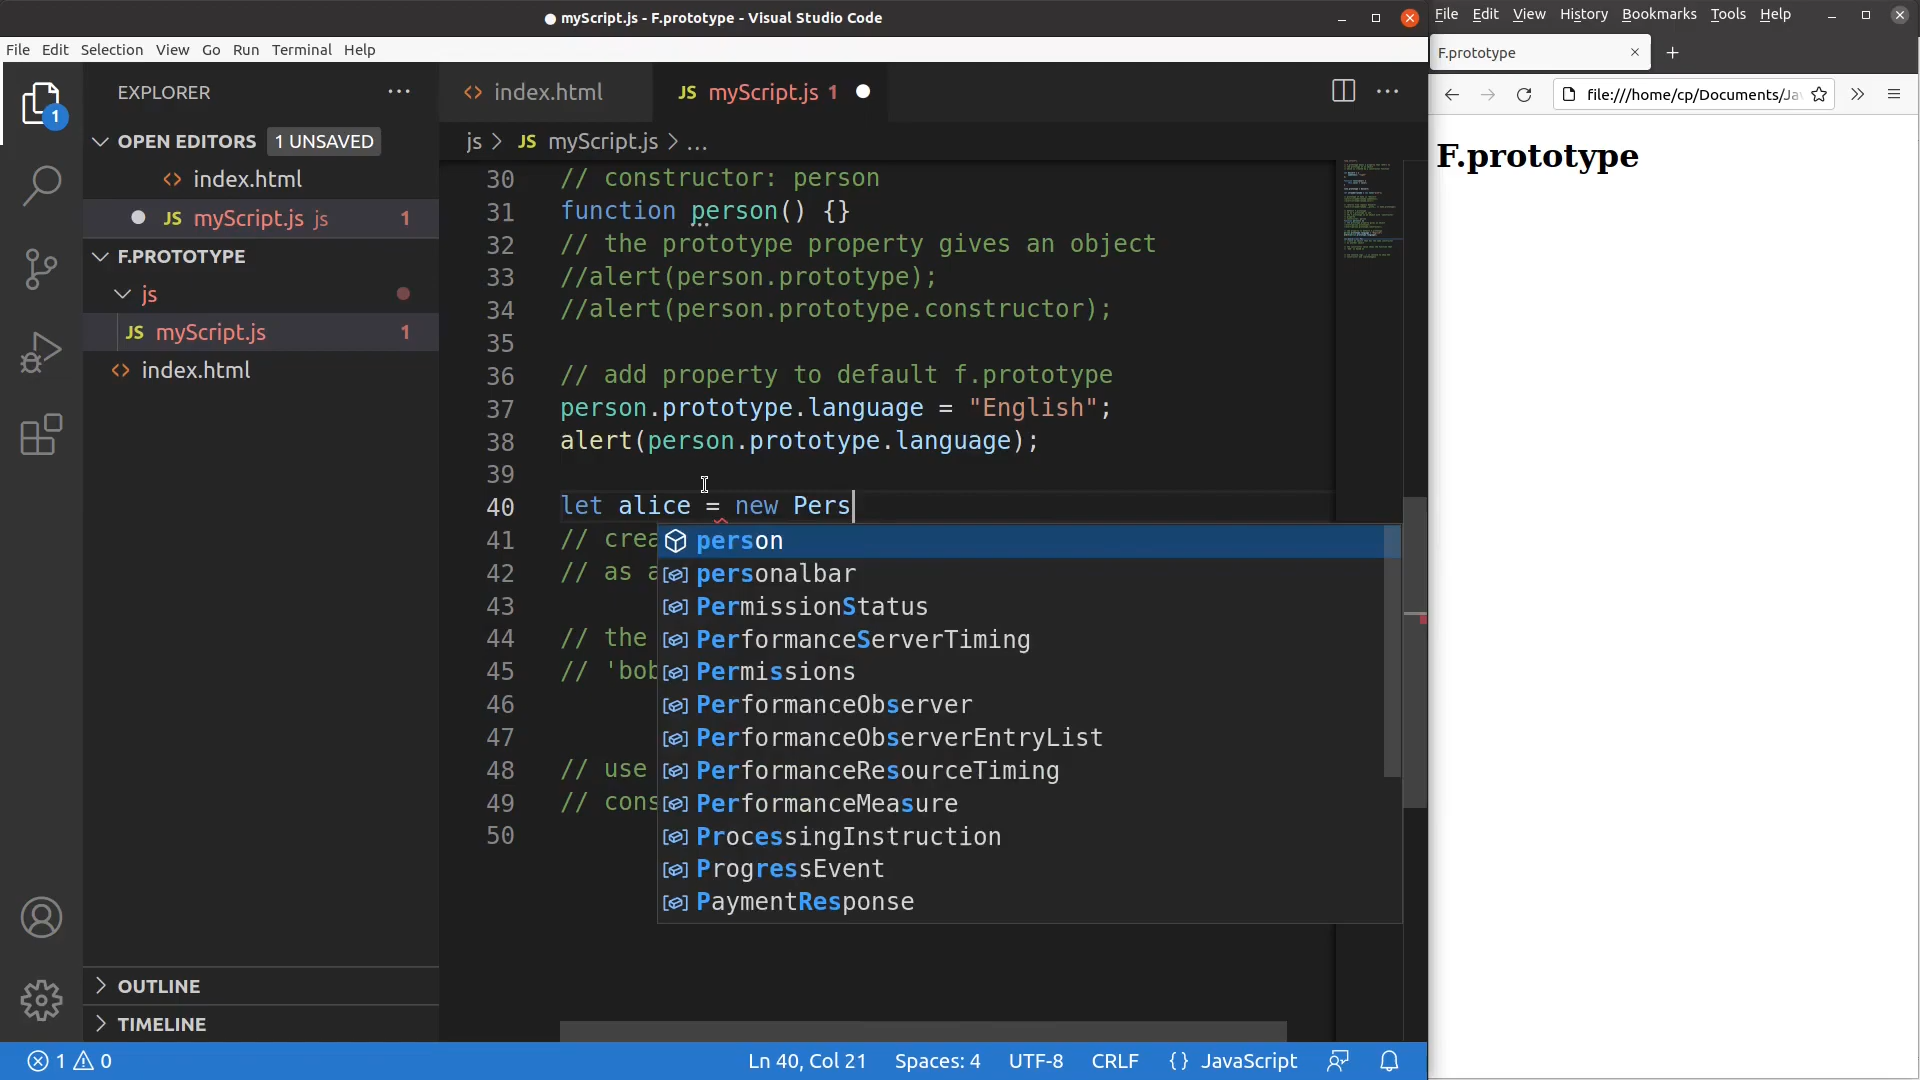 myScript.js - F.prototype - Visual Studio Code
File Edit Selection View Go Run Terminal Help
1
EXPLORER
OPEN EDITORS 1 UNSAVED
index.html
myScript.js js 1
F.PROTOTYPE
js
JS myScript.js 1
index.html
OUTLINE
TIMELINE
index.html
JS myScript.js 1
js > JS myScript.js > ...
30 // constructor: person
31 function person() {}
32 // the prototype property gives an object
33 //alert(person.prototype);
34 //alert(person.prototype.constructor);
35
36 // add property to default f.prototype
37 person.prototype.language = "English";
38 alert(person.prototype.language);
39
40 let alice = new Pers
41 // crea
42 // as a
43
44 // the
45 // 'bob
46
47
48 // use
49 // cons
50
person
personalbar
PermissionStatus
PerformanceServerTiming
Permissions
PerformanceObserver
PerformanceObserverEntryList
PerformanceResourceTiming
PerformanceMeasure
ProcessingInstruction
ProgressEvent
PaymentResponse
1 0 Ln 40, Col 21 Spaces: 4 UTF-8 CRLF {} JavaScript
File Edit View History Bookmarks Tools Help
F.prototype
file:///home/cp/Documents/Ja
F.prototype